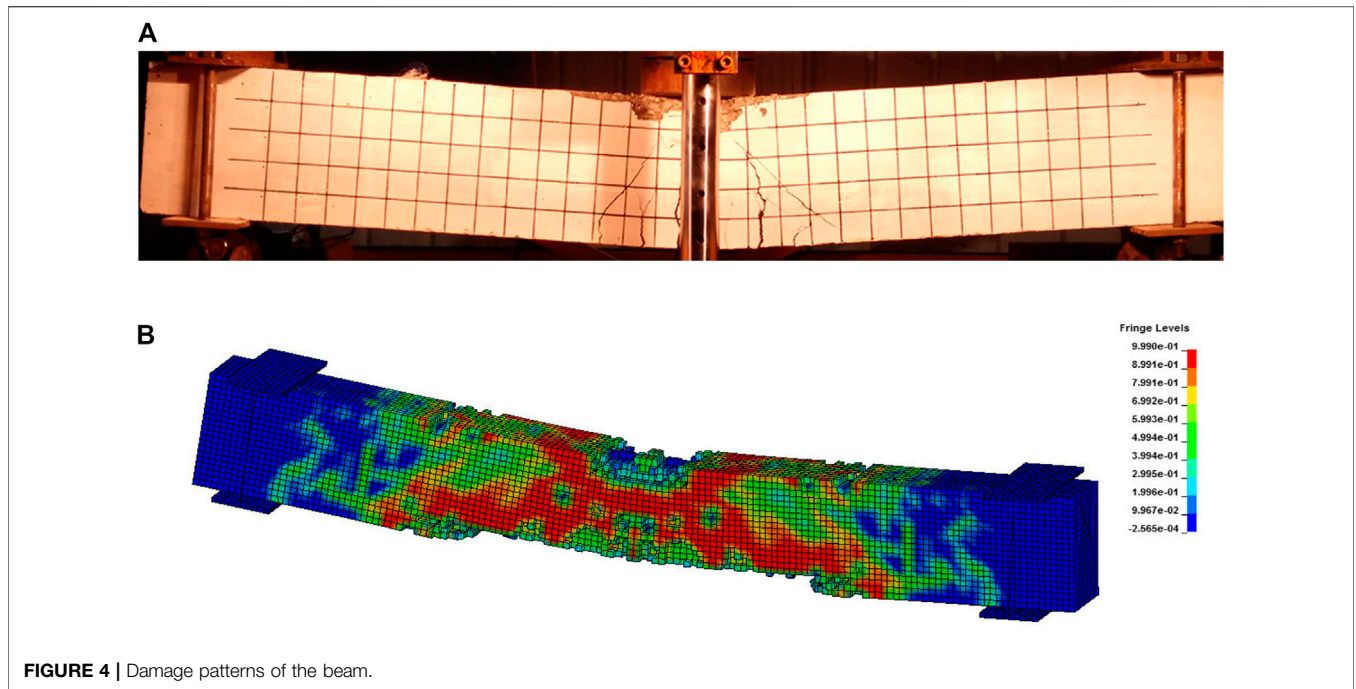 A
B
Fringe Levels
9.990e-01
8.991e-01
7.991e-01
6.992e-01
5.993e-01
4.994e-01
3.994e-01
2.995e-01
1.996e-01
9.967e-02
-2.565e-04
FIGURE 4 | Damage patterns of the beam.